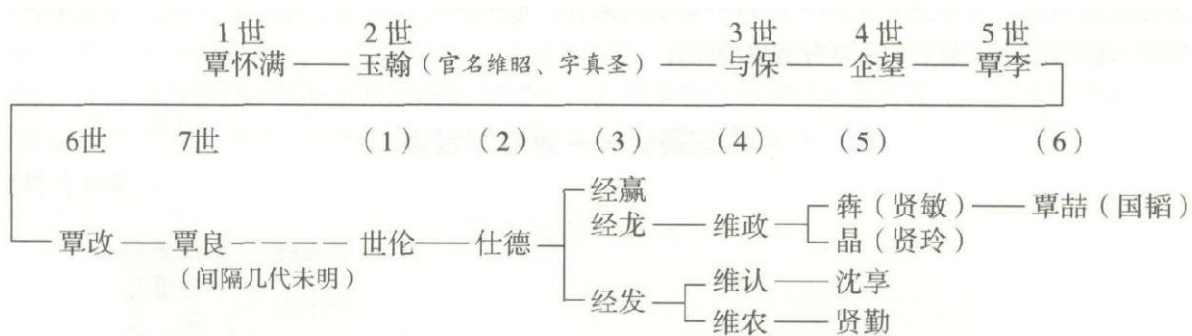 1世 2世 3世 4世 5世
覃怀满 玉翰（官名维昭、字真圣） 与保 企望 覃李
6世 7世 （1） （2） （3） （4） （5） （6）
经赢
犇（贤敏） 覃喆（国韬）
经龙 维政
覃改 覃良 世伦 仕德
晶（贤玲）
（间隔几代未明）
维认 沈享
经发
维农 贤勤